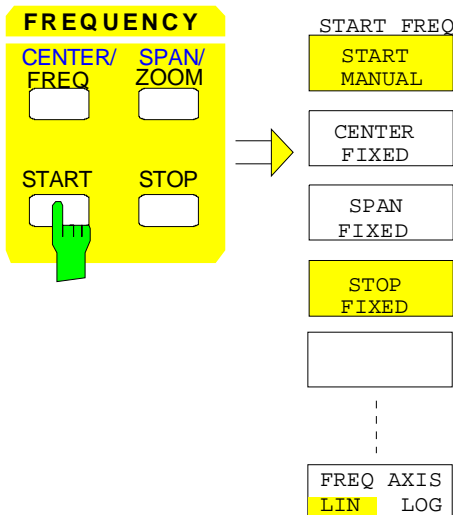 FREQUENCY
CENTER/ SPAN/
FREQ ZOOM
START STOP
START FREQ
START
MANUAL
CENTER
FIXED
SPAN
FIXED
STOP
FIXED
FREQ AXIS
LIN LOG